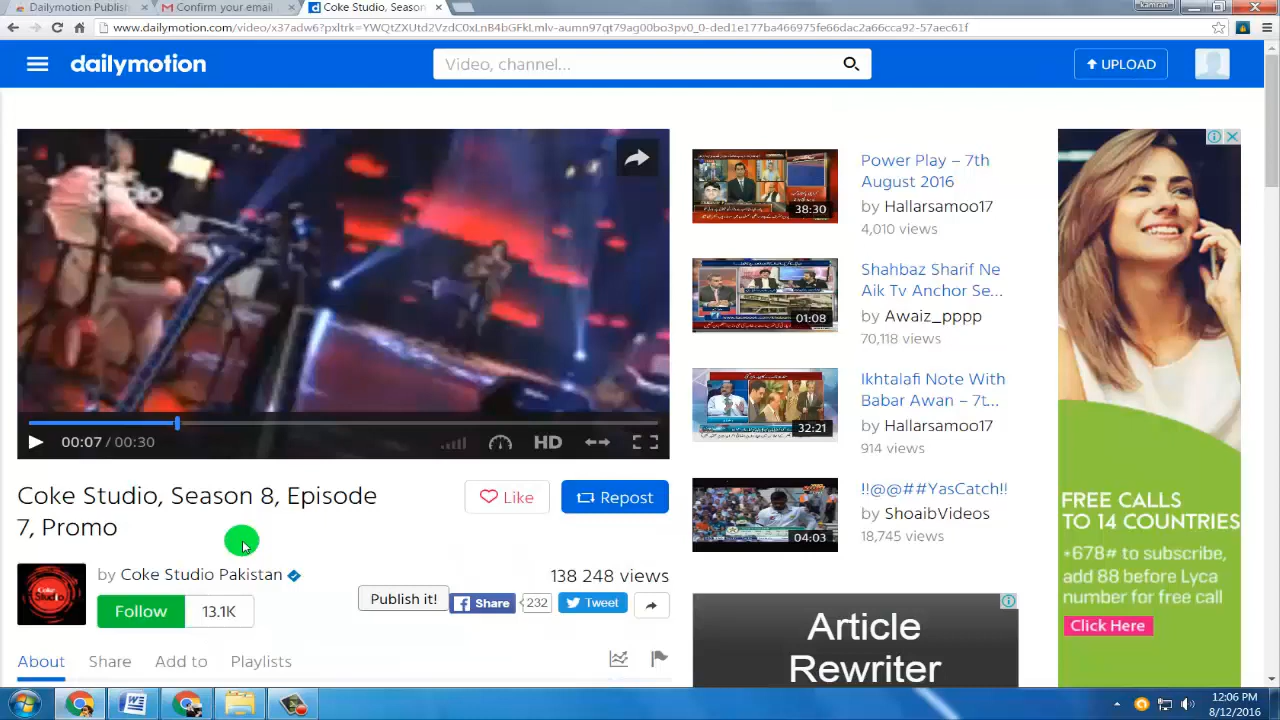 Dailymotion Publish
Confirm your email
Coke Studio, Season
kamran
www.dailymotion.com/video/x37adw6?pxltrk=YWQtZXUtd2VzdC0xLnB4bGFkLmlv-aumn97qt79ag00bo3pv0_0-ded1e177ba466975fe66dac2a66cca92-57aec61f
dailymotion
Video, channel...
UPLOAD
Studio
00:07 / 00:30
HD
Coke Studio, Season 8, Episode
7, Promo
Like
Repost
by Coke Studio Pakistan
138 248 views
Follow
13.1K
Publish it!
Share
232
Tweet
About
Share
Add to
Playlists
38:30
Power Play – 7th
August 2016
by Hallarsamoo17
4,010 views
01:08
Shahbaz Sharif Ne
Aik Tv Anchor Se...
by Awaiz_pppp
70,118 views
32:21
Ikhtalafi Note With
Babar Awan – 7t...
by Hallarsamoo17
914 views
04:03
!!@@##YasCatch!!
by ShoaibVideos
18,745 views
Article
Rewriter
FREE CALLS
TO 14 COUNTRIES
*678# to subscribe,
add 88 before Lyca
number for free call
Click Here
12:06 PM
8/12/2016